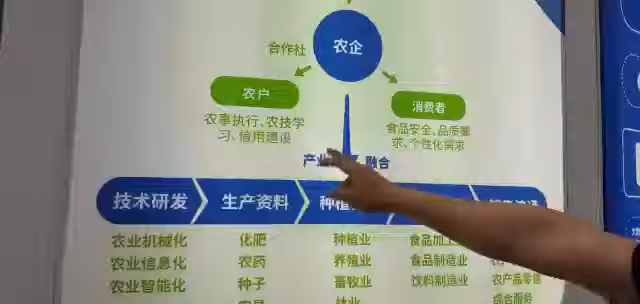 农企
合作社
农户
消费者
农事执行、农技学
习、信用建设
食品安全、品质要
求、个性化需求
产业 融合
技术研发 生产资料 种植
农业机械化 化肥 种植业 食品加工
农业信息化 农药 养殖业 食品制造业
农业智能化 种子 畜牧业 饮料制造业 农产品零售
林业 综合服务